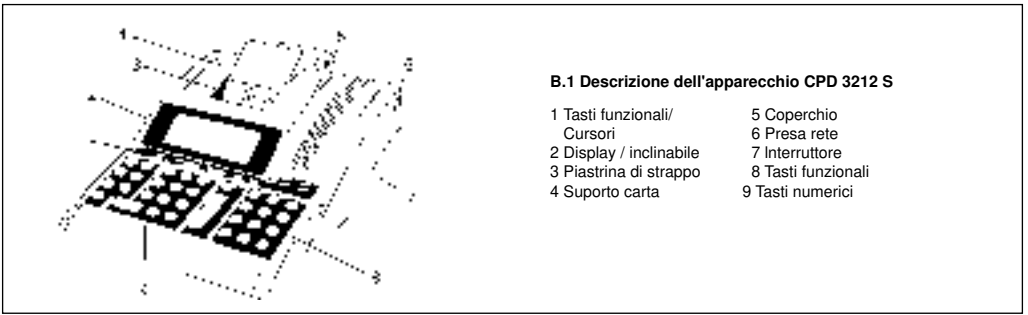 B.1 Descrizione dell'apparecchio CPD 3212 S
1 Tasti funzionali/
Cursori
2 Display / inclinabile
3 Piastrina di strappo
4 Suporto carta
5 Coperchio
6 Presa rete
7 Interruttore
8 Tasti funzionali
9 Tasti numerici